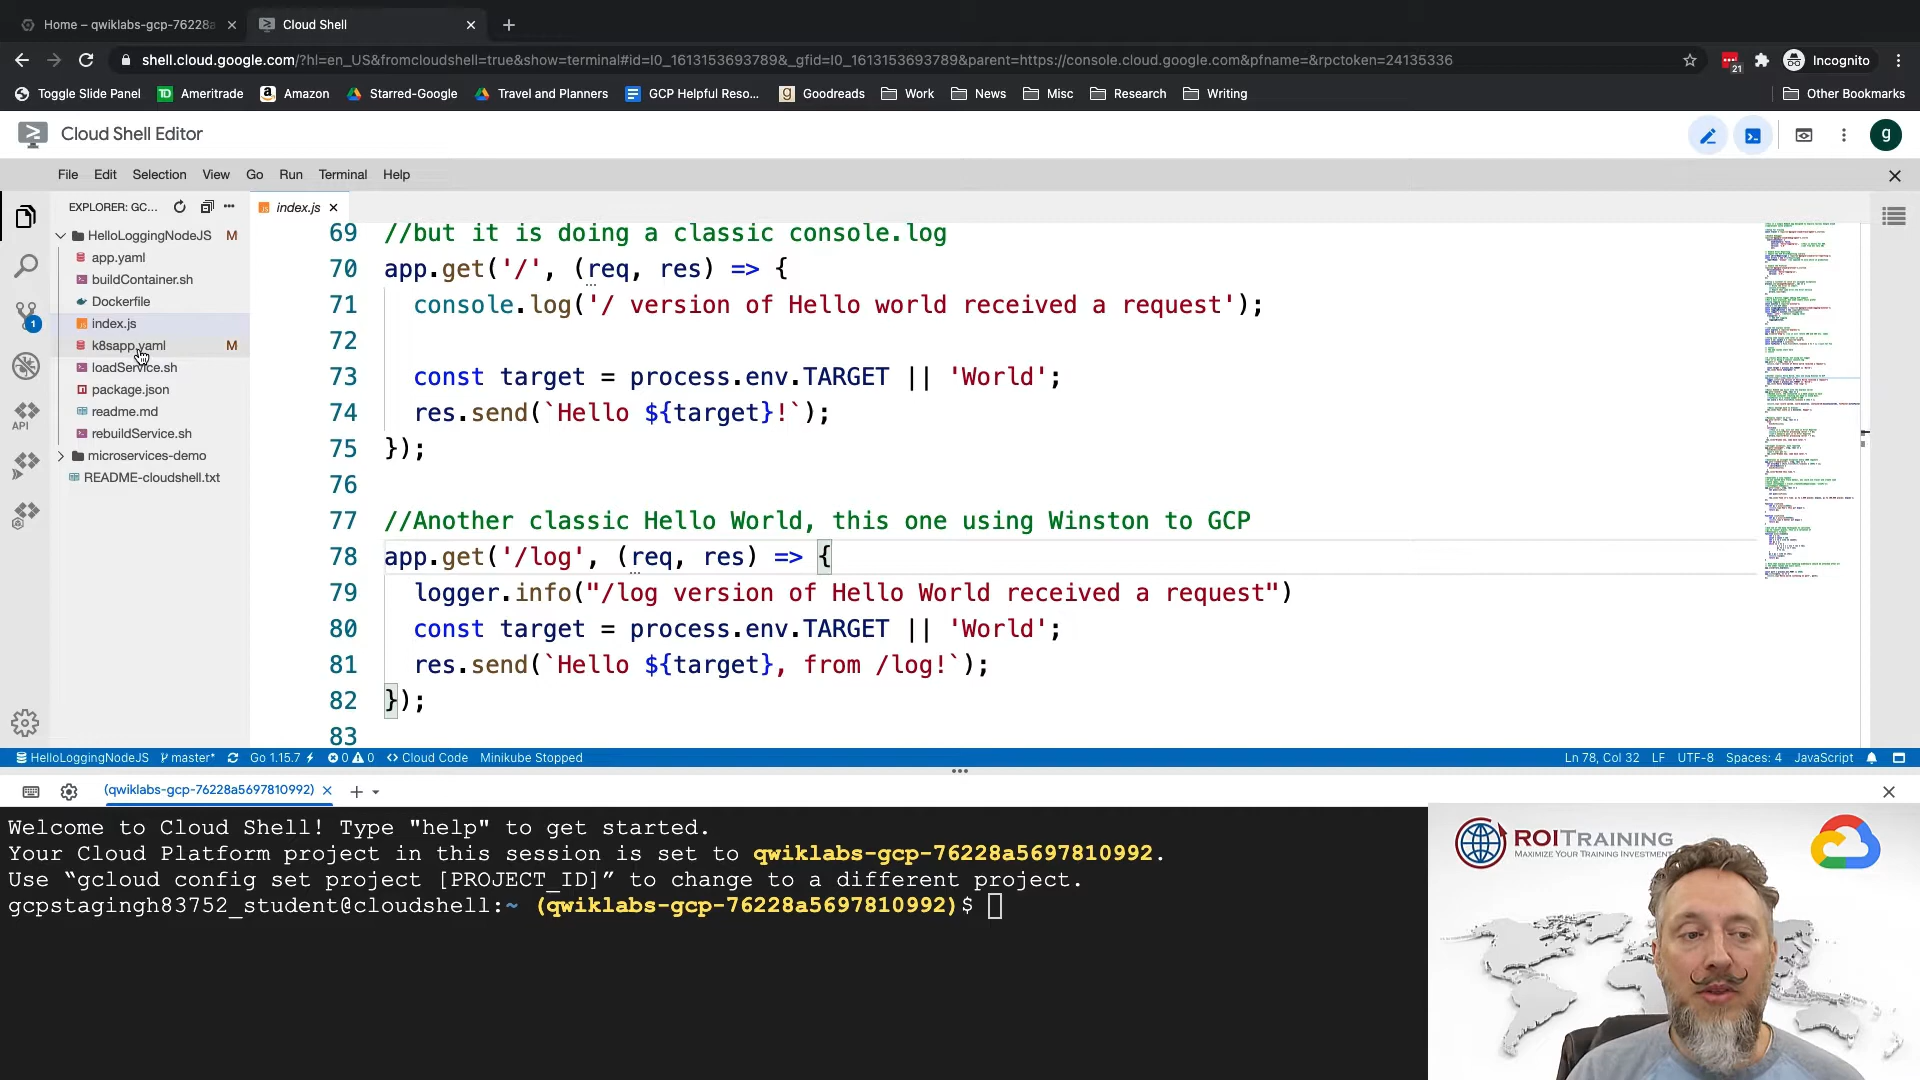 Home – qwiklabs-gcp-76228a
Cloud Shell
shell.cloud.google.com/?hl=en_US&fromcloudshell=true&show=terminal#id=I0_1613153693789&_gfid=I0_1613153693789&parent=https://console.cloud.google.com&pfname=&rpctoken=24135336
21
Incognito
Toggle Slide Panel
Ameritrade
Amazon
Starred-Google
Travel and Planners
GCP Helpful Reso...
Goodreads
Work
News
Misc
Research
Writing
Other Bookmarks
Cloud Shell Editor
g
File Edit Selection View Go Run Terminal Help
EXPLORER: GC...
index.js
HelloLoggingNodeJS M
app.yaml
buildContainer.sh
Dockerfile
index.js
k8sapp.yaml M
loadService.sh
package.json
readme.md
rebuildService.sh
microservices-demo
README-cloudshell.txt
1
API
69 //but it is doing a classic console.log
70 app.get('/', (req, res) => {
71 console.log('/ version of Hello world received a request');
72
73 const target = process.env.TARGET || 'World';
74 res.send(`Hello ${target}!`);
75 });
76
77 //Another classic Hello World, this one using Winston to GCP
78 app.get('/log', (req, res) => {
79 logger.info("/log version of Hello World received a request")
80 const target = process.env.TARGET || 'World';
81 res.send(`Hello ${target}, from /log!`);
82 });
83
HelloLoggingNodeJS master* Go 1.15.7 0 0 <> Cloud Code Minikube Stopped
Ln 78, Col 32 LF UTF-8 Spaces: 4 JavaScript
(qwiklabs-gcp-76228a5697810992)
Welcome to Cloud Shell! Type "help" to get started.
Your Cloud Platform project in this session is set to qwiklabs-gcp-76228a5697810992.
Use “gcloud config set project [PROJECT_ID]” to change to a different project.
gcpstagingh83752_student@cloudshell:~ (qwiklabs-gcp-76228a5697810992)$
ROITRAINING
MAXIMIZE YOUR TRAINING INVESTMENT